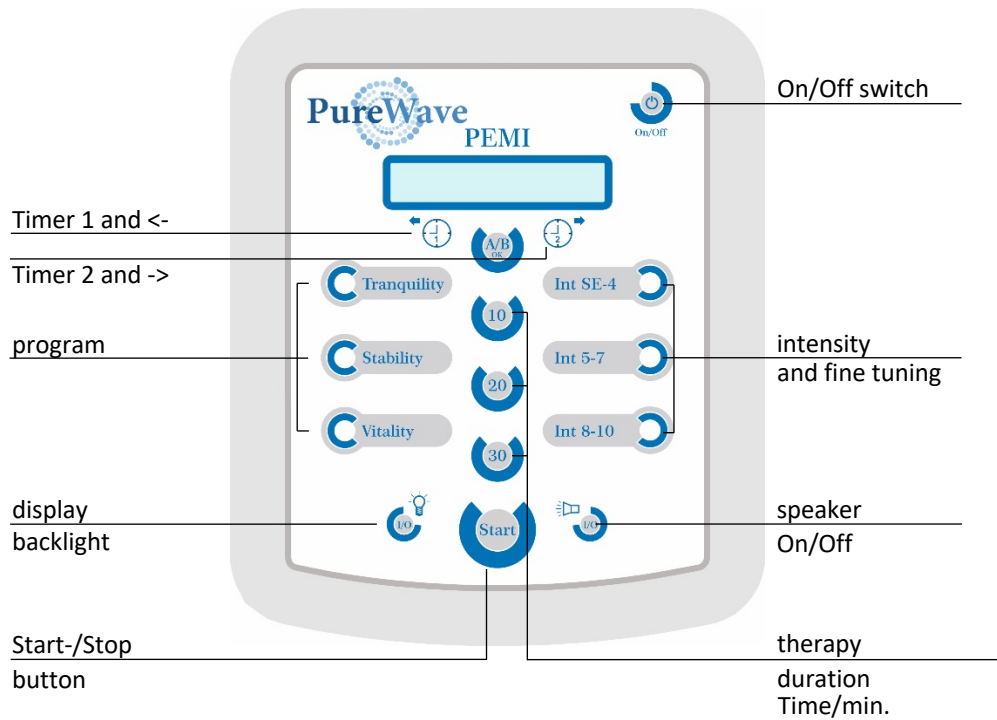 PureWave
PEMI
On/Off
On/Off switch
Timer 1 and <-
1
A/B
OK
2
Timer 2 and ->
Tranquility
Int SE-4
10
program
Stability
Int 5-7
intensity
and fine tuning
20
Vitality
Int 8-10
30
display
backlight
I/O
Start
I/O
speaker
On/Off
Start-/Stop
button
therapy
duration
Time/min.